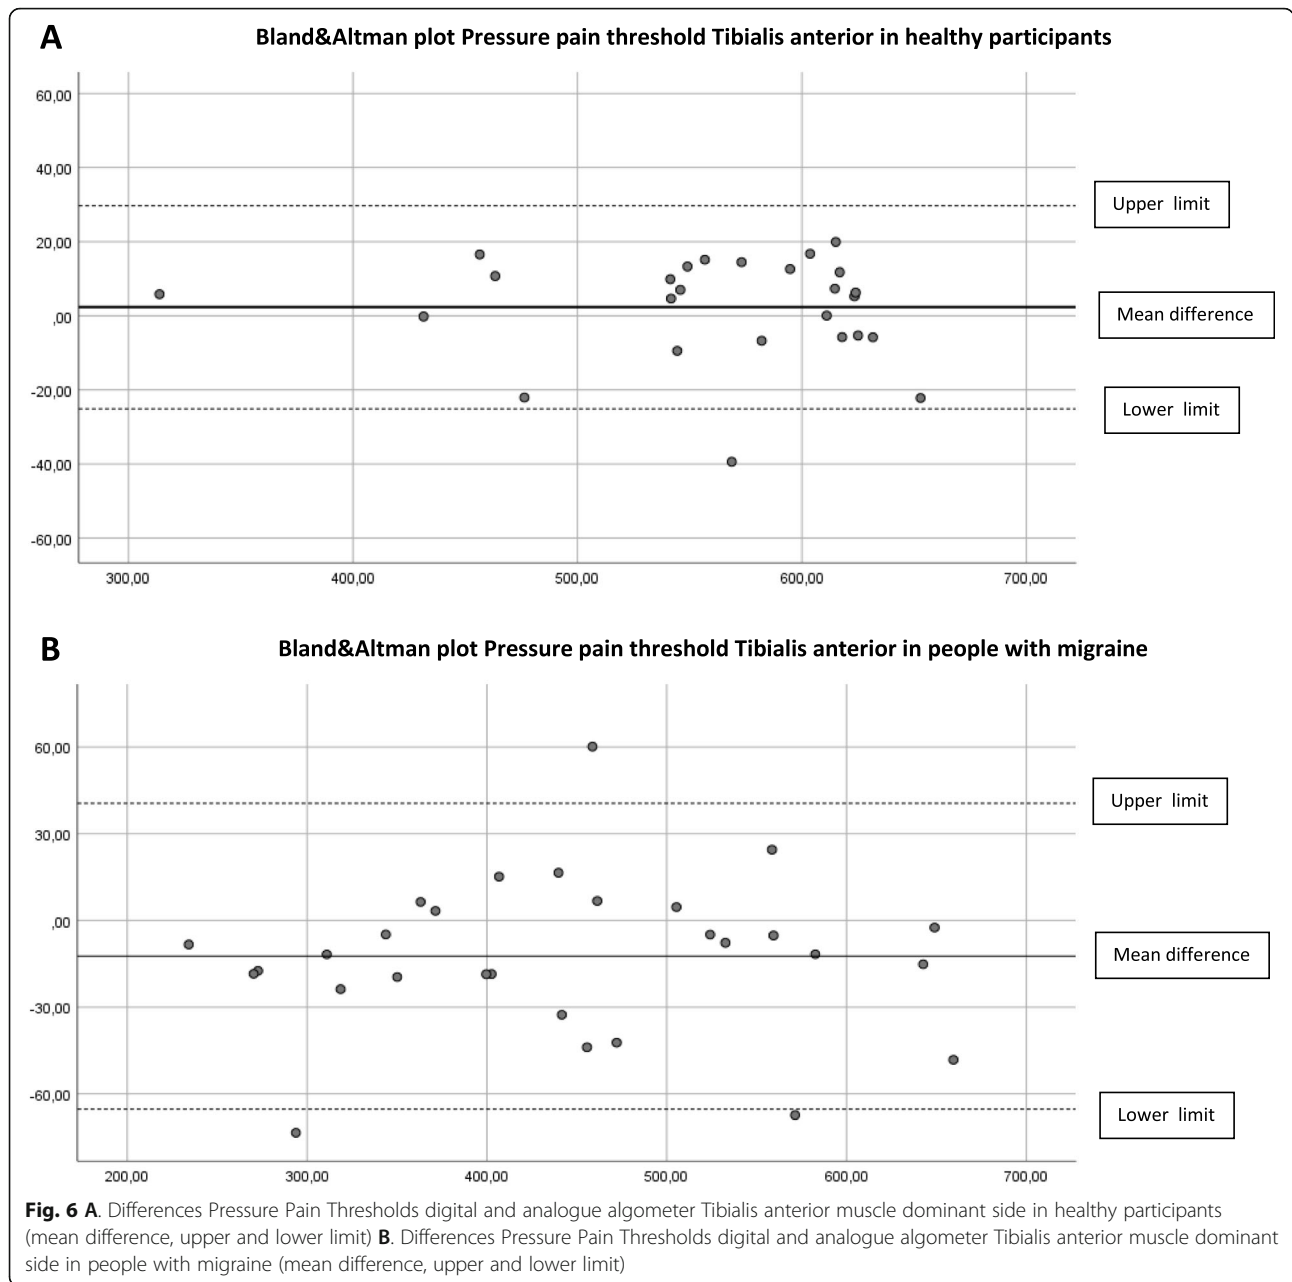 A
Bland&Altman plot Pressure pain threshold Tibialis anterior in healthy participants
60,00
40,00
Upper limit
20,00
Mean difference
,00
-20,00
Lower limit
-40,00
-60,00
300,00 400,00 500,00 600,00 700,00
B
Bland&Altman plot Pressure pain threshold Tibialis anterior in people with migraine
60,00
Upper limit
30,00
,00
Mean difference
-30,00
-60,00
Lower limit
200,00 300,00 400,00 500,00 600,00 700,00
Fig. 6 A. Differences Pressure Pain Thresholds digital and analogue algometer Tibialis anterior muscle dominant side in healthy participants
(mean difference, upper and lower limit) B. Differences Pressure Pain Thresholds digital and analogue algometer Tibialis anterior muscle dominant
side in people with migraine (mean difference, upper and lower limit)